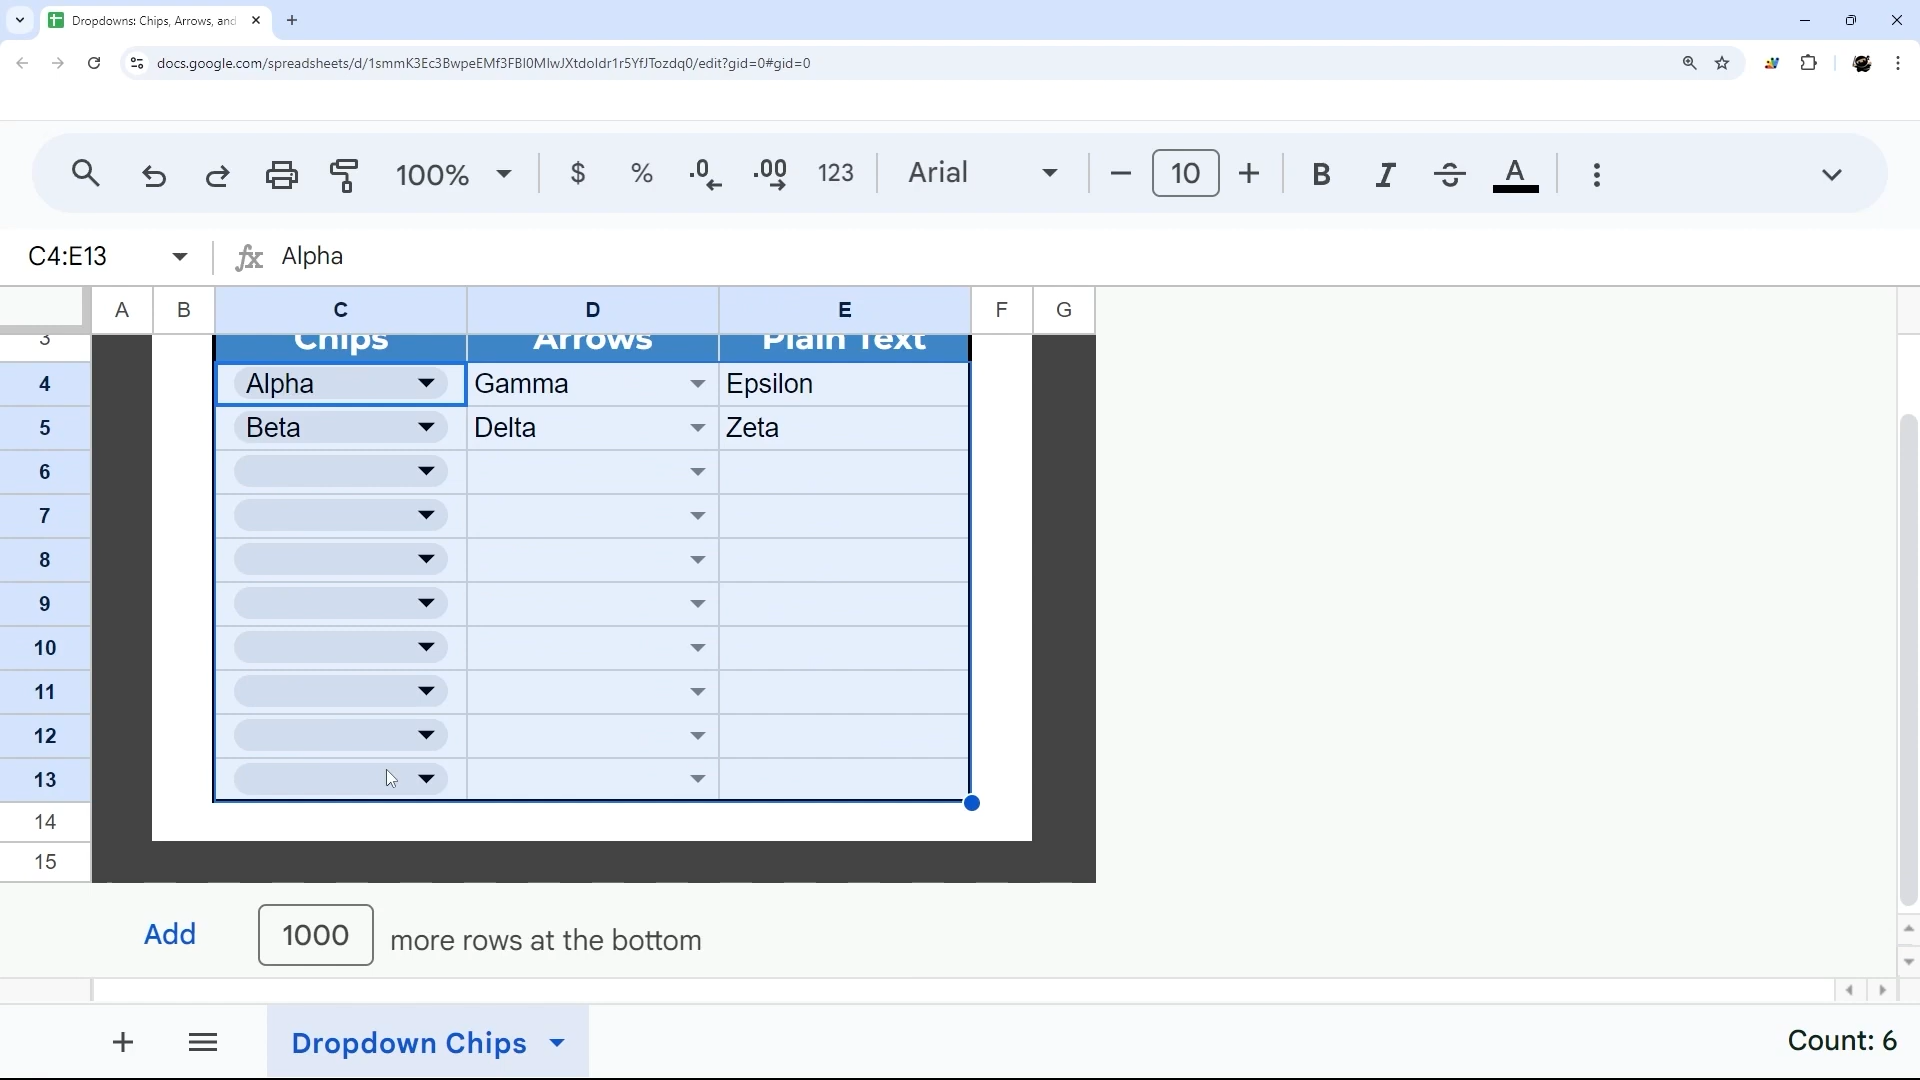 Dropdowns: Chips, Arrows, and
docs.google.com/spreadsheets/d/1smmK3Ec3BwpeEMf3FBI0MIwJXtdoldr1r5YfJTozdq0/edit?gid=0#gid=0
100% $ % .0 .00 123 Arial 10 B I S A
C4:E13 fx Alpha
A B C D E F G
3 Chips Arrows Plain Text
4 Alpha Gamma Epsilon
5 Beta Delta Zeta
6
7
8
9
10
11
12
13
14
15
Add 1000 more rows at the bottom
Dropdown Chips Count: 6